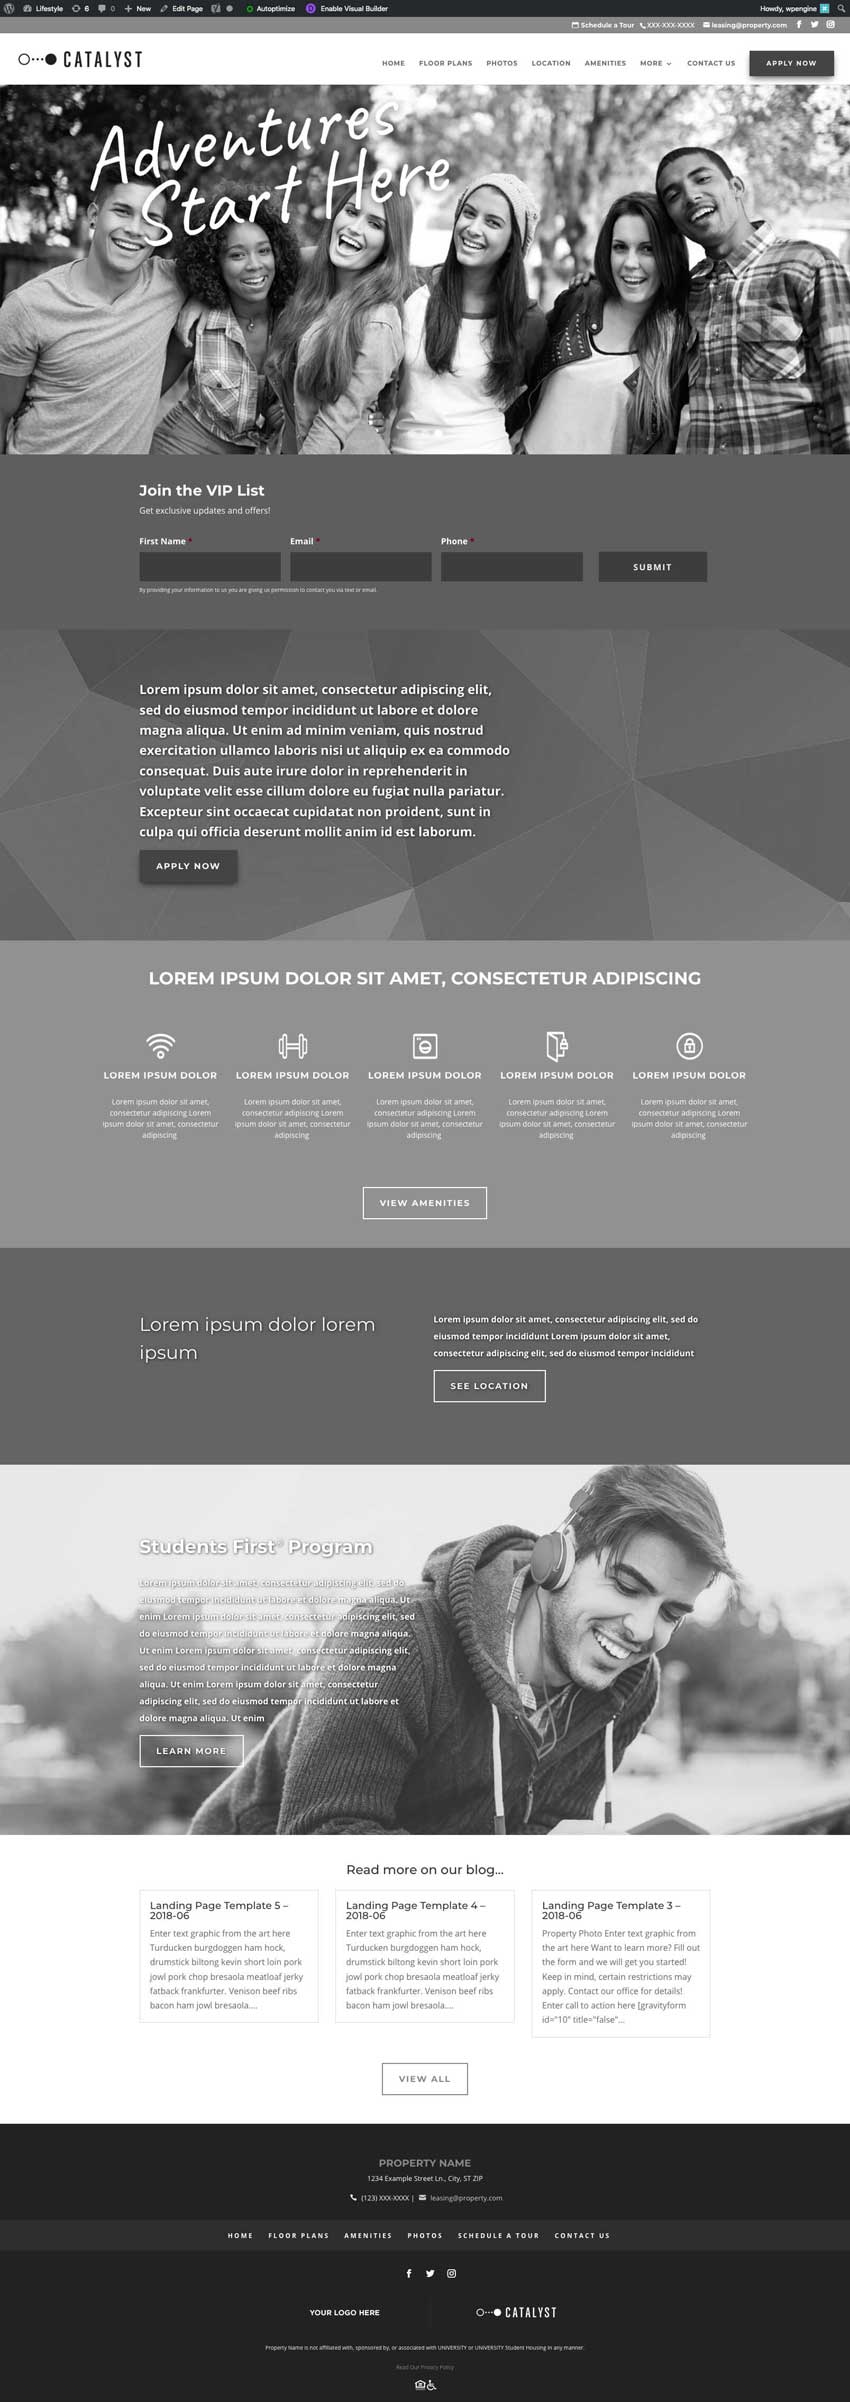 Lifestyle 6 0 New Edit Page Autoptimize Enable Visual Builder Howdy, wpengine
Schedule a Tour XXX-XXX-XXXX leasing@property.com
CATALYST
HOME FLOOR PLANS PHOTOS LOCATION AMENITIES MORE CONTACT US APPLY NOW
Adventures
Start Here
Join the VIP List
Get exclusive updates and offers!
First Name * Email * Phone *
SUBMIT
By providing your information to us you are giving us permission to contact you via text or email.
Lorem ipsum dolor sit amet, consectetur adipiscing elit,
sed do eiusmod tempor incididunt ut labore et dolore
magna aliqua. Ut enim ad minim veniam, quis nostrud
exercitation ullamco laboris nisi ut aliquip ex ea commodo
consequat. Duis aute irure dolor in reprehenderit in
voluptate velit esse cillum dolore eu fugiat nulla pariatur.
Excepteur sint occaecat cupidatat non proident, sunt in
culpa qui officia deserunt mollit anim id est laborum.
APPLY NOW
LOREM IPSUM DOLOR SIT AMET, CONSECTETUR ADIPISCING
LOREM IPSUM DOLOR
Lorem ipsum dolor sit amet,
consectetur adipiscing Lorem
ipsum dolor sit amet, consectetur
adipiscing
LOREM IPSUM DOLOR
Lorem ipsum dolor sit amet,
consectetur adipiscing Lorem
ipsum dolor sit amet, consectetur
adipiscing
LOREM IPSUM DOLOR
Lorem ipsum dolor sit amet,
consectetur adipiscing Lorem
ipsum dolor sit amet, consectetur
adipiscing
LOREM IPSUM DOLOR
Lorem ipsum dolor sit amet,
consectetur adipiscing Lorem
ipsum dolor sit amet, consectetur
adipiscing
LOREM IPSUM DOLOR
Lorem ipsum dolor sit amet,
consectetur adipiscing Lorem
ipsum dolor sit amet, consectetur
adipiscing
VIEW AMENITIES
Lorem ipsum dolor lorem
ipsum
Lorem ipsum dolor sit amet, consectetur adipiscing elit, sed do
eiusmod tempor incididunt Lorem ipsum dolor sit amet,
consectetur adipiscing elit, sed do eiusmod tempor incididunt
SEE LOCATION
Students First® Program
Lorem ipsum dolor sit amet, consectetur adipiscing elit, sed do
eiusmod tempor incididunt ut labore et dolore magna aliqua. Ut
enim Lorem ipsum dolor sit amet, consectetur adipiscing elit, sed
do eiusmod tempor incididunt ut labore et dolore magna aliqua.
Ut enim Lorem ipsum dolor sit amet, consectetur adipiscing elit,
sed do eiusmod tempor incididunt ut labore et dolore magna
aliqua. Ut enim Lorem ipsum dolor sit amet, consectetur
adipiscing elit, sed do eiusmod tempor incididunt ut labore et
dolore magna aliqua. Ut enim
LEARN MORE
Read more on our blog...
Landing Page Template 5 –
2018-06
Enter text graphic from the art here
Turducken burgdoggen ham hock,
drumstick biltong kevin short loin pork
jowl pork chop bresaola meatloaf jerky
fatback frankfurter. Venison beef ribs
bacon ham jowl bresaola....
Landing Page Template 4 –
2018-06
Enter text graphic from the art here
Turducken burgdoggen ham hock,
drumstick biltong kevin short loin pork
jowl pork chop bresaola meatloaf jerky
fatback frankfurter. Venison beef ribs
bacon ham jowl bresaola....
Landing Page Template 3 –
2018-06
Property Photo Enter text graphic from
the art here Want to learn more? Fill out
the form and we will get you started!
Keep in mind, certain restrictions may
apply. Contact our office for details!
Enter call to action here [gravityform
id="10" title="false"...
VIEW ALL
PROPERTY NAME
1234 Example Street Ln., City, ST ZIP
(123) XXX-XXXX | leasing@property.com
HOME FLOOR PLANS AMENITIES PHOTOS SCHEDULE A TOUR CONTACT US
YOUR LOGO HERE CATALYST
Property Name is not affiliated with, sponsored by, or associated with UNIVERSITY or UNIVERSITY Student Housing in any manner.
Read Our Privacy Policy